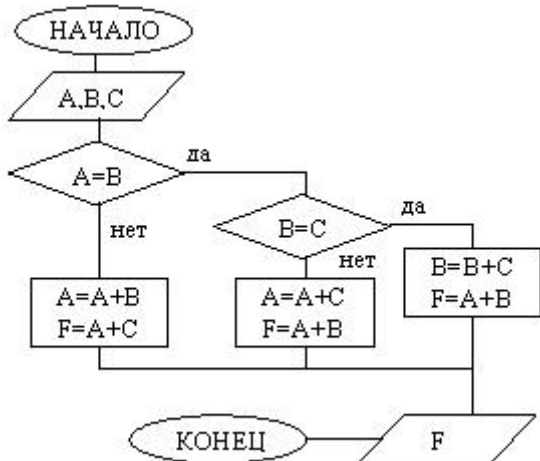 НАЧАЛО
A,B,C
A=B
да
нет
B=C
да
нет
A=A+B
F=A+C
A=A+C
F=A+B
B=B+C
F=A+B
КОНЕЦ
F